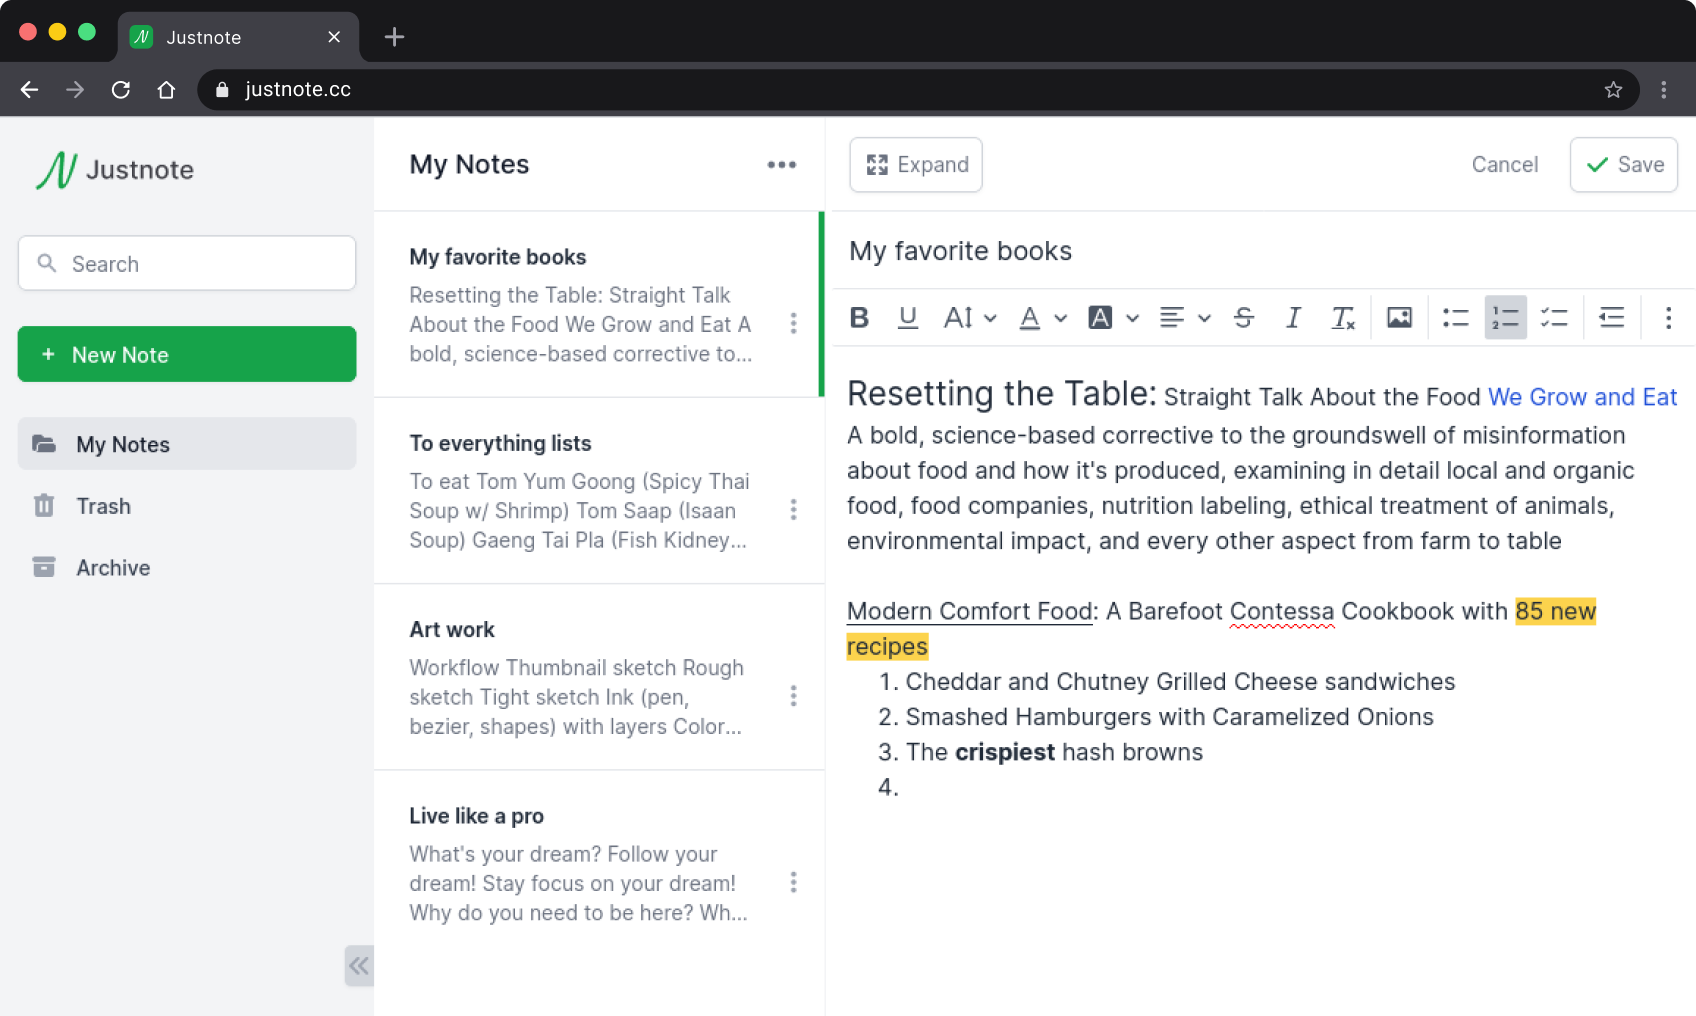 Justnote
justnote.cc
Justnote
Search
+ New Note
My Notes
Trash
Archive
My Notes
My favorite books
Resetting the Table: Straight Talk
About the Food We Grow and Eat A
bold, science-based corrective to...
To everything lists
To eat Tom Yum Goong (Spicy Thai
Soup w/ Shrimp) Tom Saap (Isaan
Soup) Gaeng Tai Pla (Fish Kidney...
Art work
Workflow Thumbnail sketch Rough
sketch Tight sketch Ink (pen,
bezier, shapes) with layers Color...
Live like a pro
What's your dream? Follow your
dream! Stay focus on your dream!
Why do you need to be here? Wh...
Expand
Cancel
Save
My favorite books
Resetting the Table: Straight Talk About the Food We Grow and Eat
A bold, science-based corrective to the groundswell of misinformation
about food and how it's produced, examining in detail local and organic
food, food companies, nutrition labeling, ethical treatment of animals,
environmental impact, and every other aspect from farm to table
Modern Comfort Food: A Barefoot Contessa Cookbook with 85 new
recipes
1. Cheddar and Chutney Grilled Cheese sandwiches
2. Smashed Hamburgers with Caramelized Onions
3. The crispiest hash browns
4.